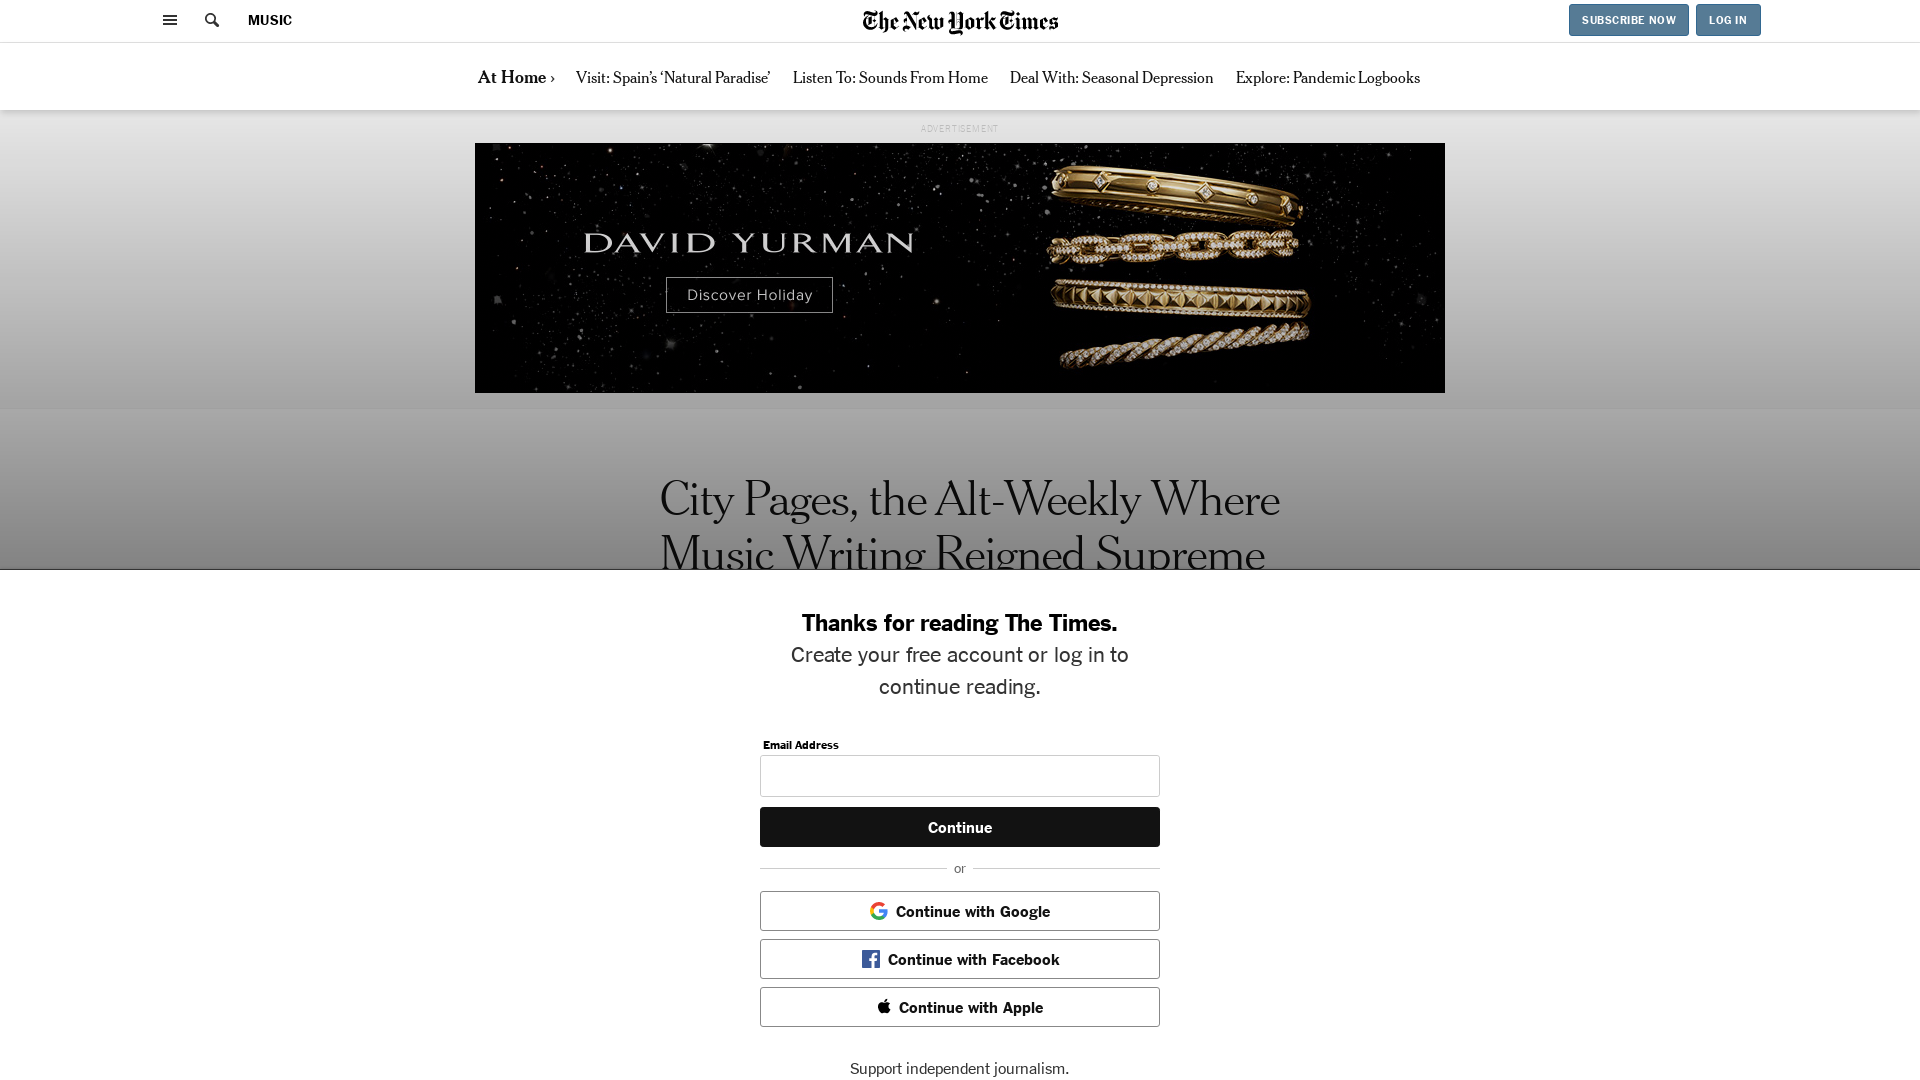 MUSIC
The New York Times
SUBSCRIBE NOW
LOG IN
At Home ›
Visit: Spain’s ‘Natural Paradise’
Listen To: Sounds From Home
Deal With: Seasonal Depression
Explore: Pandemic Logbooks
ADVERTISEMENT
DAVID YURMAN
Discover Holiday
City Pages, the Alt-Weekly Where
Music Writing Reigned Supreme
Thanks for reading The Times.
Create your free account or log in to
continue reading.
Email Address
Continue
or
Continue with Google
Continue with Facebook
Continue with Apple
Support independent journalism.